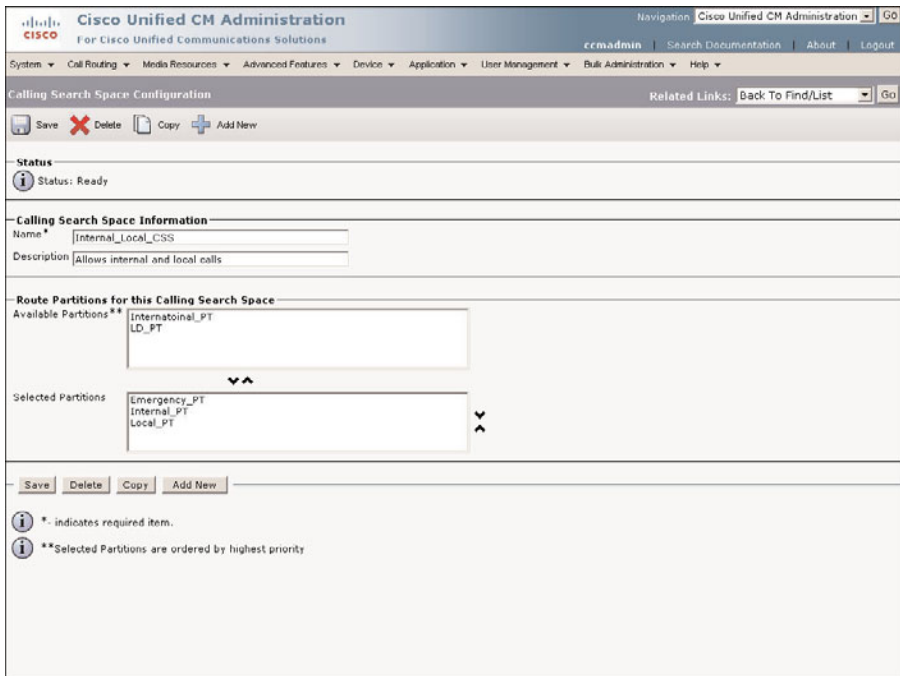 Cisco Unified CM Administration
For Cisco Unified Communications Solutions
CISCO
Navigation Cisco Unified CM Administration GO
ccmadmin | Search Documentation | About | Logout
System Call Routing Media Resources Advanced Features Device Application User Management Bulk Administration Help
Calling Search Space Configuration
Related Links: Back To Find/List Go
Save Delete Copy Add New
Status
Status: Ready
Calling Search Space Information
Name* Internal_Local_CSS
Description Allows internal and local calls
Route Partitions for this Calling Search Space
Available Partitions** Internatoinal_PT
LD_PT
Selected Partitions Emergency_PT
Internal_PT
Local_PT
Save Delete Copy Add New
*- indicates required item.
**Selected Partitions are ordered by highest priority